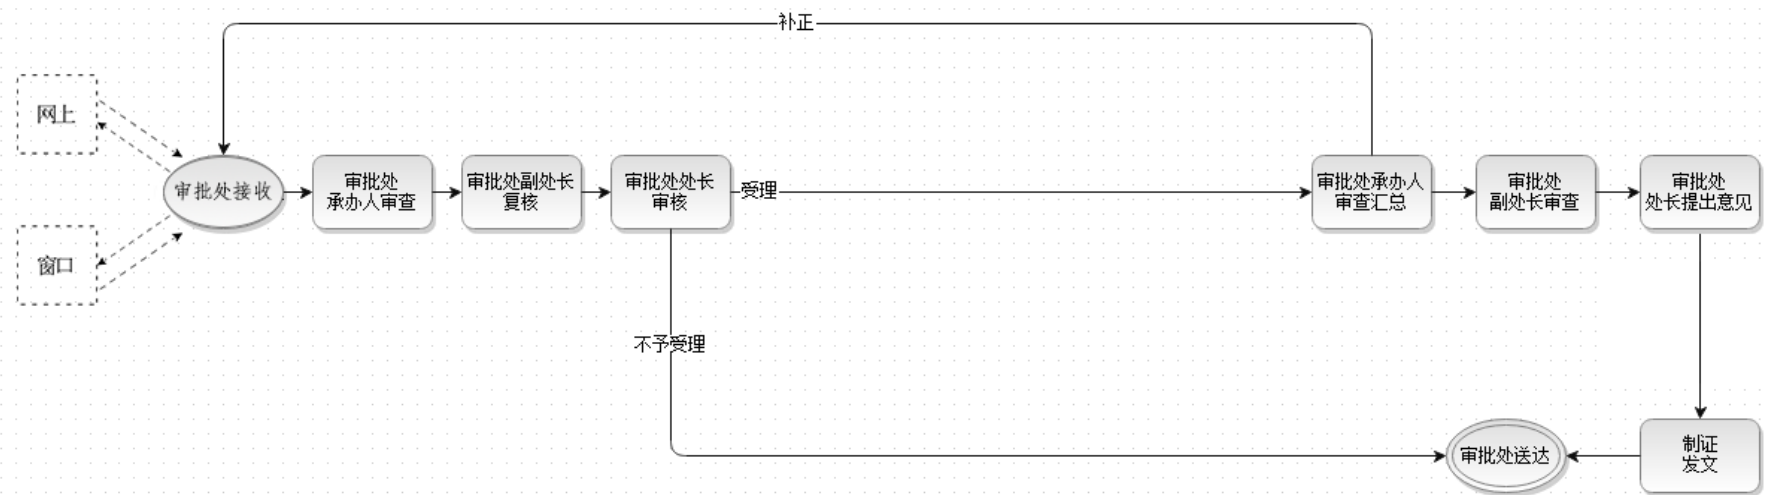 补正
网上
审批处接收
窗口
审批处
承办人审查
审批处副处长
复核
审批处处长
审核
受理
不予受理
审批处承办人
审查汇总
审批处
副处长审查
审批处
处长提出意见
制证
发文
审批处送达